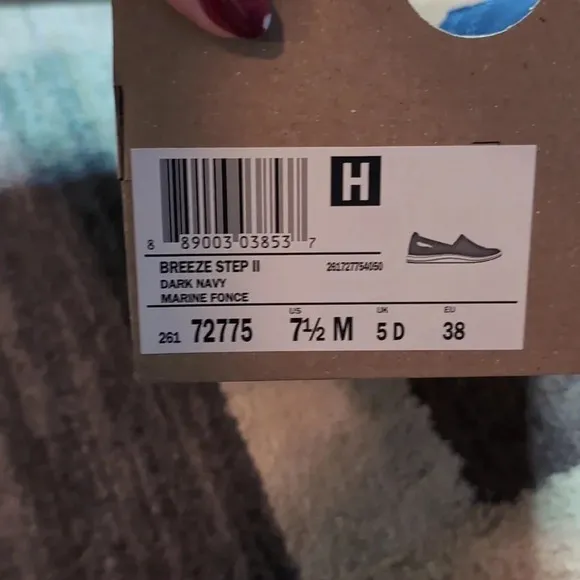 H
8 89003 03853 7
BREEZE STEP II 261727754050
DARK NAVY
MARINE FONCE
US UK EU
261 72775 7½ M 5 D 38